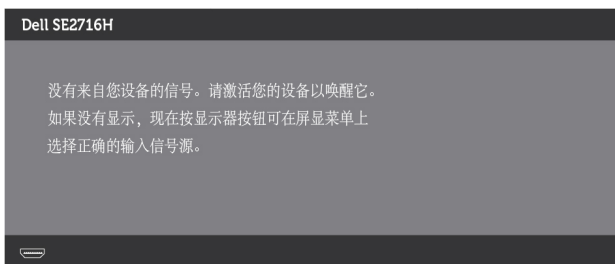 Dell SE2716H
没有来自您设备的信号。请激活您的设备以唤醒它。
如果没有显示，现在按显示器按钮可在屏显菜单上
选择正确的输入信号源。